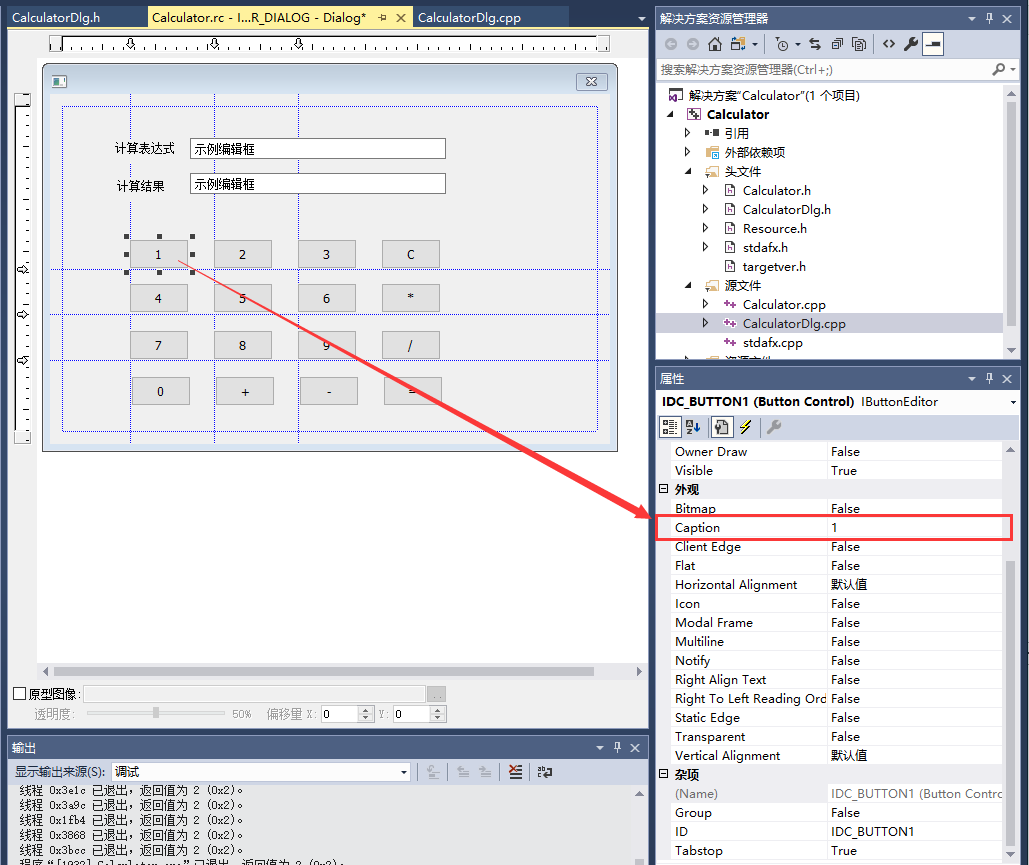 CalculatorDlg.h
Calculator.rc - I...R_DIALOG - Dialog*
CalculatorDlg.cpp
计算表达式 示例编辑框
计算结果 示例编辑框
1 2 3 C
4 5 6 *
7 8 9 /
0 + - =
原型图像:
透明度: 50% 偏移量 X: 0 Y: 0
输出
显示输出来源(S): 调试
线程 0x3e1c 已退出，返回值为 2 (0x2)。
线程 0x3a9c 已退出，返回值为 2 (0x2)。
线程 0x1fb4 已退出，返回值为 2 (0x2)。
线程 0x3868 已退出，返回值为 2 (0x2)。
线程 0x3bcc 已退出，返回值为 2 (0x2)。
解决方案资源管理器
搜索解决方案资源管理器(Ctrl+;)
解决方案"Calculator"(1 个项目)
Calculator
引用
外部依赖项
头文件
Calculator.h
CalculatorDlg.h
Resource.h
stdafx.h
targetver.h
源文件
Calculator.cpp
CalculatorDlg.cpp
stdafx.cpp
属性
IDC_BUTTON1 (Button Control) IButtonEditor
Owner Draw False
Visible True
外观
Bitmap False
Caption 1
Client Edge False
Flat False
Horizontal Alignment 默认值
Icon False
Modal Frame False
Multiline False
Notify False
Right Align Text False
Right To Left Reading Ord False
Static Edge False
Transparent False
Vertical Alignment 默认值
杂项
(Name) IDC_BUTTON1 (Button Contro
Group False
ID IDC_BUTTON1
Tabstop True